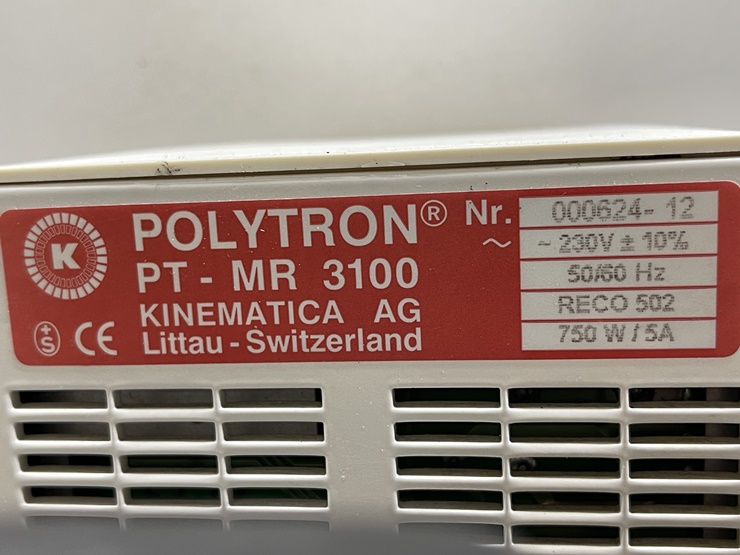 K
POLYTRON® Nr. 000624-12
PT - MR 3100 ~ ~ 230V ± 10%
50/60 Hz
KINEMATICA AG RECO 502
+S CE Littau - Switzerland 750 W / 5A